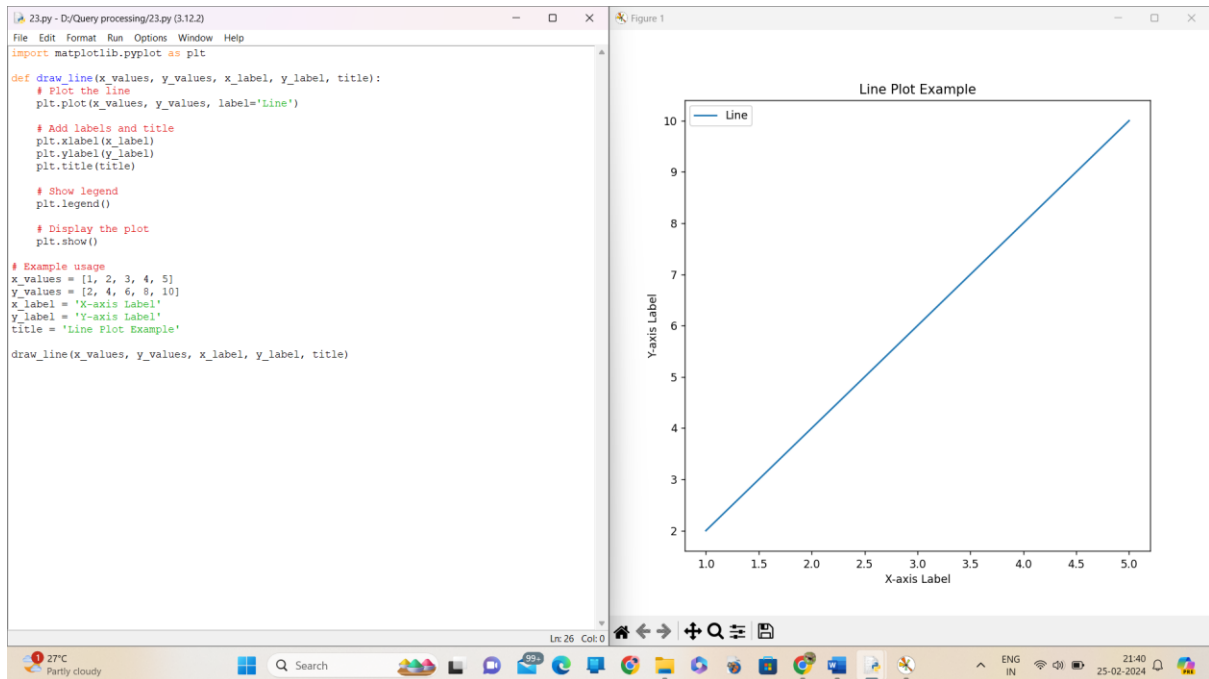 23.py - D:/Query processing/23.py (3.12.2)
File Edit Format Run Options Window Help
import matplotlib.pyplot as plt

def draw_line(x_values, y_values, x_label, y_label, title):
    # Plot the line
    plt.plot(x_values, y_values, label='Line')

    # Add labels and title
    plt.xlabel(x_label)
    plt.ylabel(y_label)
    plt.title(title)

    # Show legend
    plt.legend()

    # Display the plot
    plt.show()

# Example usage
x_values = [1, 2, 3, 4, 5]
y_values = [2, 4, 6, 8, 10]
x_label = 'X-axis Label'
y_label = 'Y-axis Label'
title = 'Line Plot Example'

draw_line(x_values, y_values, x_label, y_label, title)
Ln: 26 Col: 0
Figure 1
Line Plot Example
Line
10
9
8
7
6
5
4
3
2
Y-axis Label
1.0 1.5 2.0 2.5 3.0 3.5 4.0 4.5 5.0
X-axis Label
1
27°C
Partly cloudy
Search
99+
ENG
IN
21:40
25-02-2024
PRE